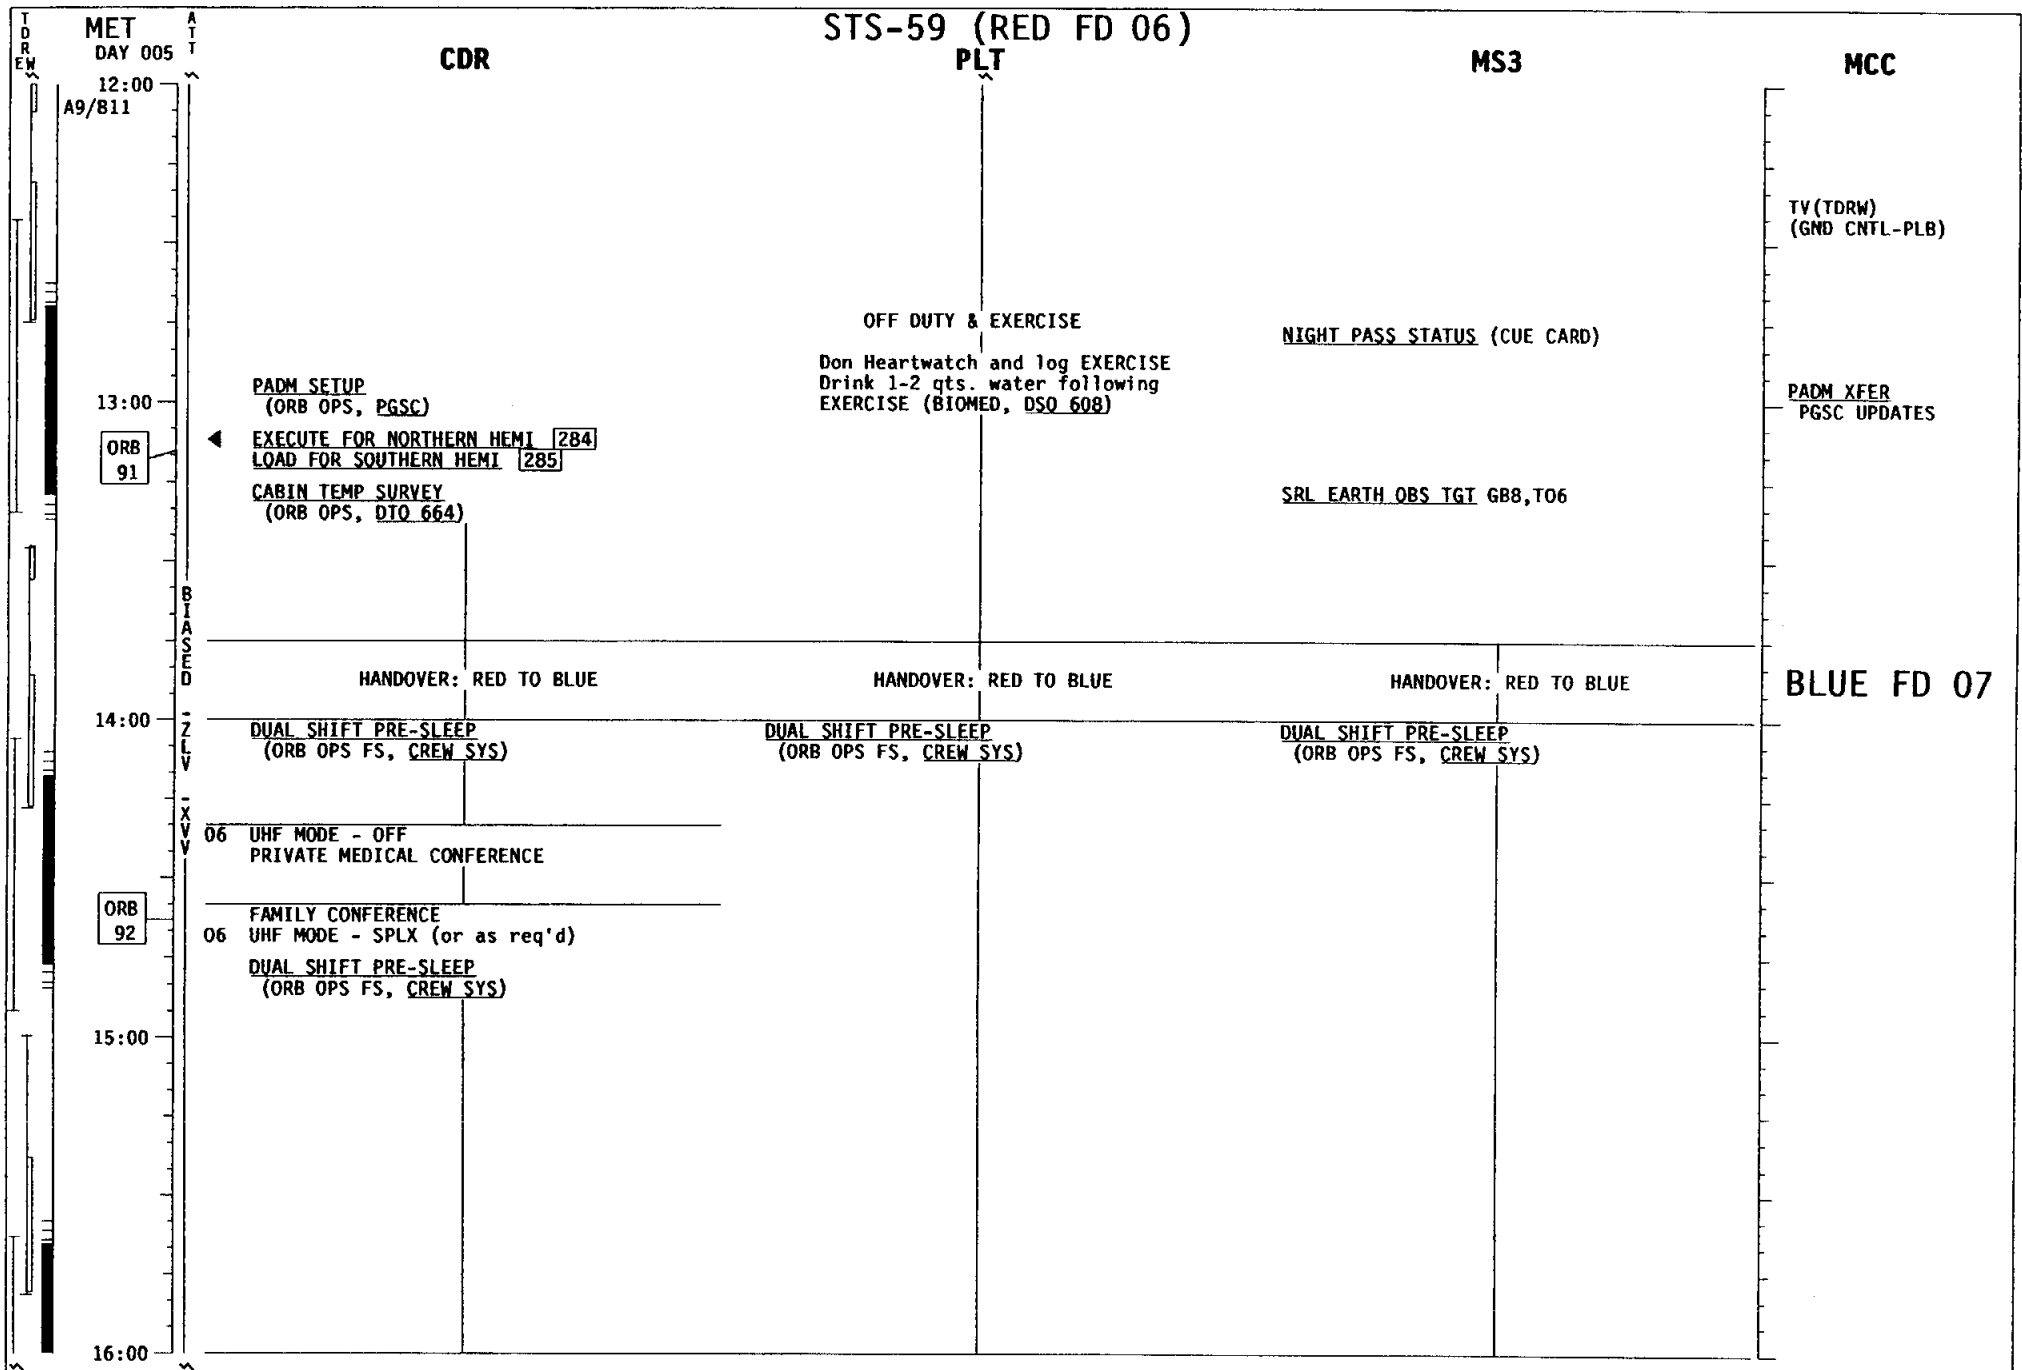 STS-59 (RED FD 06)
TDRE
W
MET
DAY 005
ATT
CDR
PLT
MS3
MCC
12:00
A9/B11
TV(TDRW)
(GND CNTL-PLB)
OFF DUTY & EXERCISE
Don Heartwatch and log EXERCISE
Drink 1-2 qts. water following
EXERCISE (BIOMED, DSO 608)
NIGHT PASS STATUS (CUE CARD)
PADM SETUP
(ORB OPS, PGSC)
13:00
PADM XFER
PGSC UPDATES
EXECUTE FOR NORTHERN HEMI 284
LOAD FOR SOUTHERN HEMI 285
ORB
91
CABIN TEMP SURVEY
(ORB OPS, DTO 664)
SRL EARTH OBS TGT GB8,T06
BIASED -ZLV -XVV
HANDOVER: RED TO BLUE
HANDOVER: RED TO BLUE
HANDOVER: RED TO BLUE
BLUE FD 07
14:00
DUAL SHIFT PRE-SLEEP
(ORB OPS FS, CREW SYS)
DUAL SHIFT PRE-SLEEP
(ORB OPS FS, CREW SYS)
DUAL SHIFT PRE-SLEEP
(ORB OPS FS, CREW SYS)
06 UHF MODE - OFF
PRIVATE MEDICAL CONFERENCE
ORB
92
FAMILY CONFERENCE
06 UHF MODE - SPLX (or as req'd)
DUAL SHIFT PRE-SLEEP
(ORB OPS FS, CREW SYS)
15:00
16:00